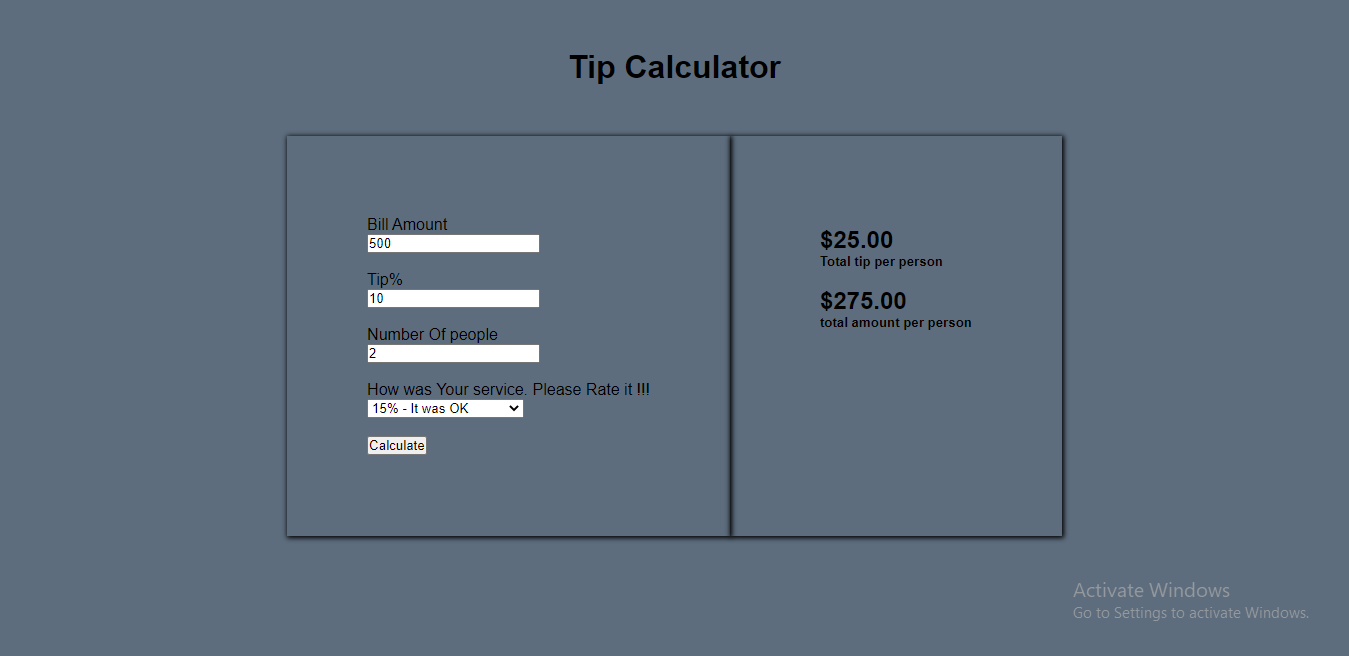 Tip Calculator
Bill Amount
500
Tip%
10
Number Of people
2
How was Your service. Please Rate it !!!
15% - It was OK
Calculate
$25.00
Total tip per person
$275.00
total amount per person
Activate Windows
Go to Settings to activate Windows.